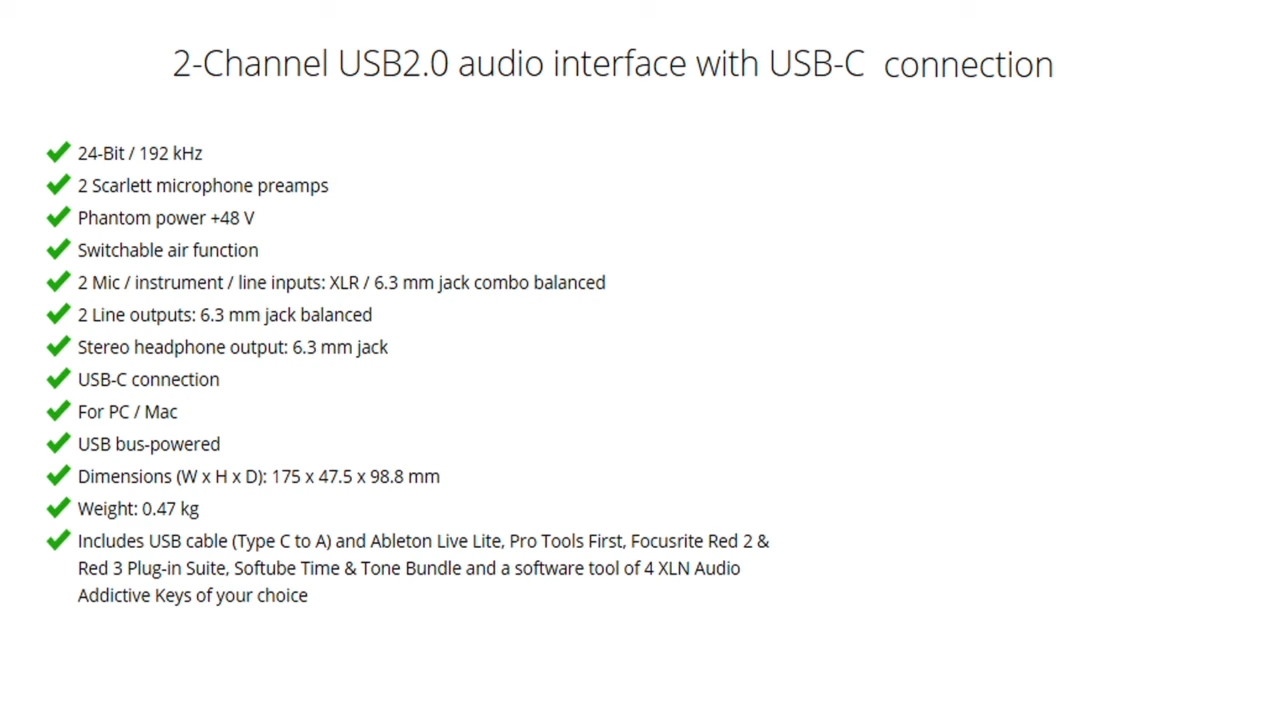 2-Channel USB2.0 audio interface with USB-C connection
24-Bit / 192 kHz
2 Scarlett microphone preamps
Phantom power +48 V
Switchable air function
2 Mic / instrument / line inputs: XLR / 6.3 mm jack combo balanced
2 Line outputs: 6.3 mm jack balanced
Stereo headphone output: 6.3 mm jack
USB-C connection
For PC / Mac
USB bus-powered
Dimensions (W x H x D): 175 x 47.5 x 98.8 mm
Weight: 0.47 kg
Includes USB cable (Type C to A) and Ableton Live Lite, Pro Tools First, Focusrite Red 2 &
Red 3 Plug-in Suite, Softube Time & Tone Bundle and a software tool of 4 XLN Audio
Addictive Keys of your choice